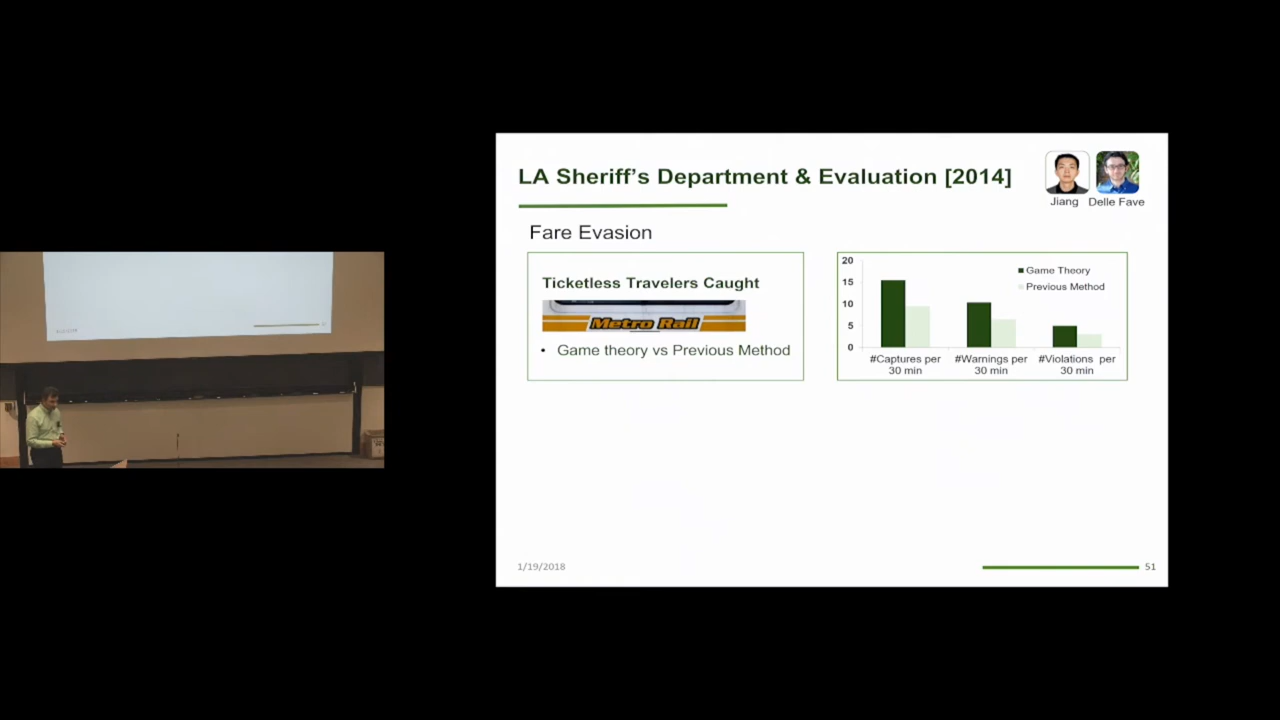 LA Sheriff's Department & Evaluation [2014]
Jiang
Delle Fave
Fare Evasion
Ticketless Travelers Caught
Metro Rail
• Game theory vs Previous Method
20
15
10
5
0
Game Theory
Previous Method
#Captures per
30 min
#Warnings per
30 min
#Violations per
30 min
1/19/2018
51